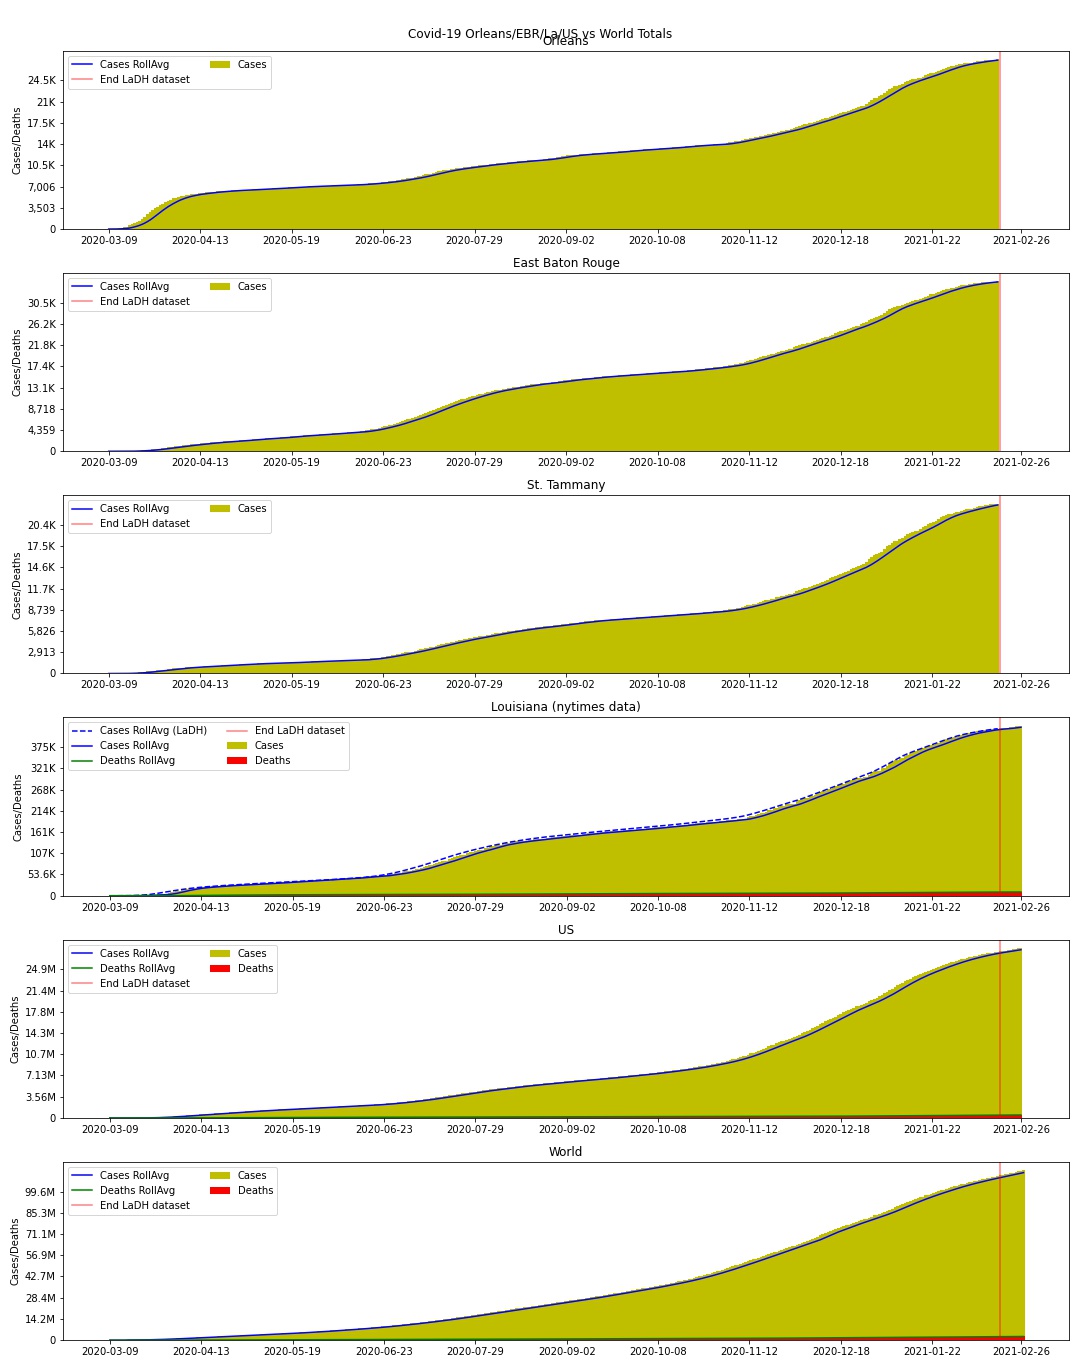 Covid-19 Orleans/EBR/La/US vs World Totals
Orleans
Cases RollAvg
End LaDH dataset
Cases
Cases/Deaths
24.5K
21K
17.5K
14K
10.5K
7,006
3,503
0
2020-03-09 2020-04-13 2020-05-19 2020-06-23 2020-07-29 2020-09-02 2020-10-08 2020-11-12 2020-12-18 2021-01-22 2021-02-26
East Baton Rouge
Cases RollAvg
End LaDH dataset
Cases
Cases/Deaths
30.5K
26.2K
21.8K
17.4K
13.1K
8,718
4,359
0
2020-03-09 2020-04-13 2020-05-19 2020-06-23 2020-07-29 2020-09-02 2020-10-08 2020-11-12 2020-12-18 2021-01-22 2021-02-26
St. Tammany
Cases RollAvg
End LaDH dataset
Cases
Cases/Deaths
20.4K
17.5K
14.6K
11.7K
8,739
5,826
2,913
0
2020-03-09 2020-04-13 2020-05-19 2020-06-23 2020-07-29 2020-09-02 2020-10-08 2020-11-12 2020-12-18 2021-01-22 2021-02-26
Louisiana (nytimes data)
Cases RollAvg (LaDH)
Cases RollAvg
Deaths RollAvg
End LaDH dataset
Cases
Deaths
Cases/Deaths
375K
321K
268K
214K
161K
107K
53.6K
0
2020-03-09 2020-04-13 2020-05-19 2020-06-23 2020-07-29 2020-09-02 2020-10-08 2020-11-12 2020-12-18 2021-01-22 2021-02-26
US
Cases RollAvg
Deaths RollAvg
End LaDH dataset
Cases
Deaths
Cases/Deaths
24.9M
21.4M
17.8M
14.3M
10.7M
7.13M
3.56M
0
2020-03-09 2020-04-13 2020-05-19 2020-06-23 2020-07-29 2020-09-02 2020-10-08 2020-11-12 2020-12-18 2021-01-22 2021-02-26
World
Cases RollAvg
Deaths RollAvg
End LaDH dataset
Cases
Deaths
Cases/Deaths
99.6M
85.3M
71.1M
56.9M
42.7M
28.4M
14.2M
0
2020-03-09 2020-04-13 2020-05-19 2020-06-23 2020-07-29 2020-09-02 2020-10-08 2020-11-12 2020-12-18 2021-01-22 2021-02-26